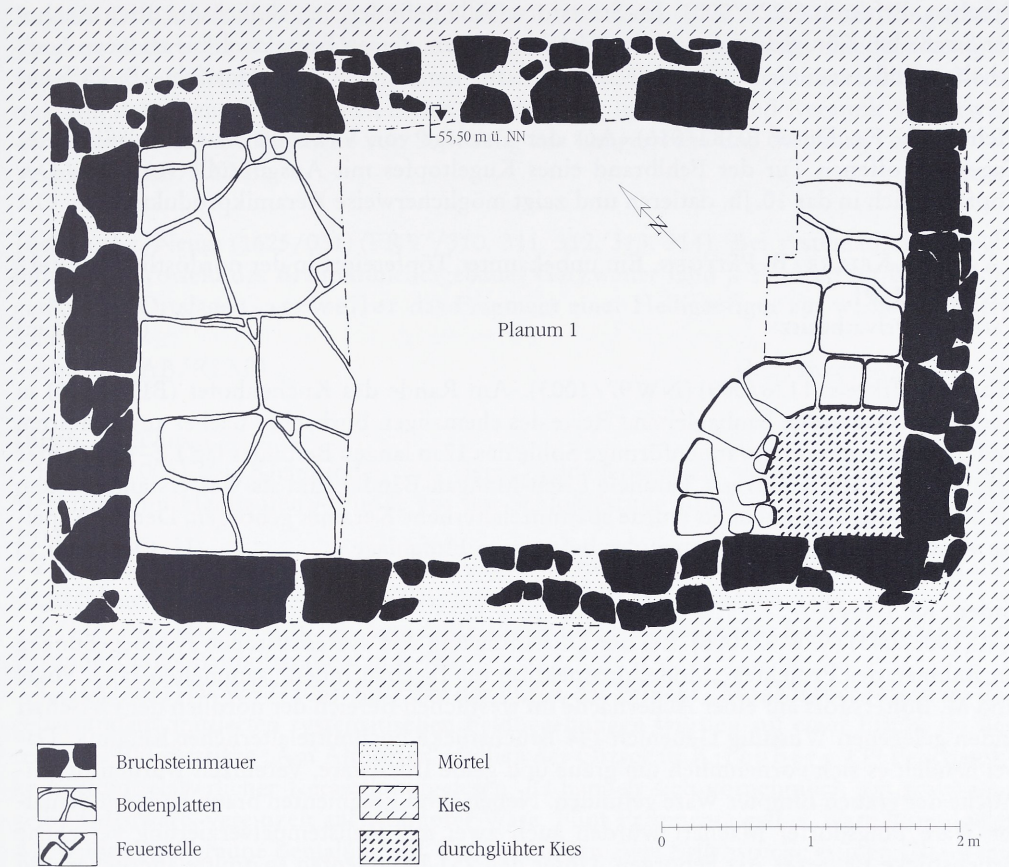 55,50 m ü. NN
Planum 1
Bruchsteinmauer
Bodenplatten
Feuerstelle
Mörtel
Kies
durchglühter Kies
0 1 2 m